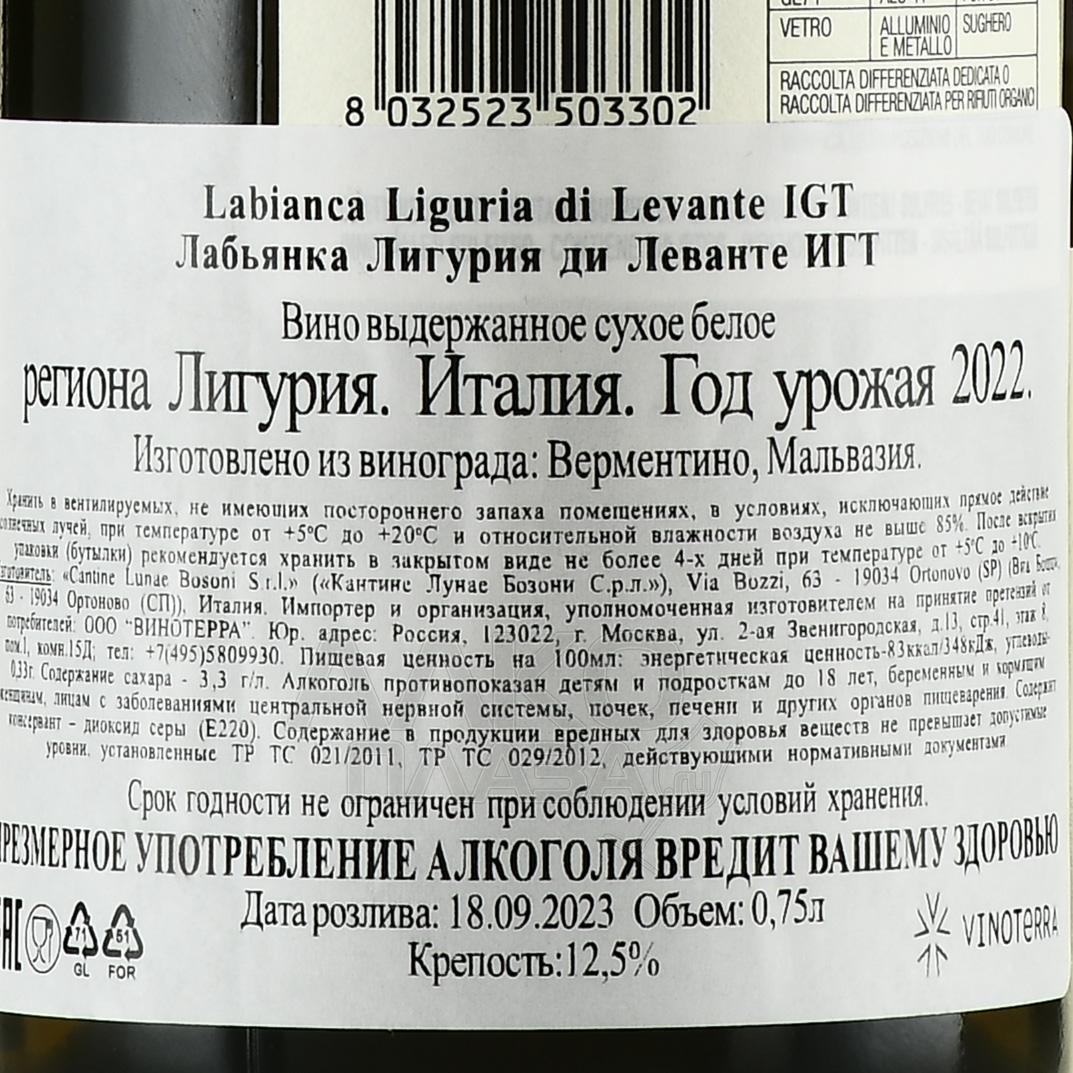 VETRO ALLUMINIO SUGHERO
E METALLO
RACCOLTA DIFFERENZIATA DEDICATA O
RACCOLTA DIFFERENZIATA PER RIFIUTI ORGANO
8 032523 503302
Labianca Liguria di Levante IGT
Лабьянка Лигурия ди Леванте ИГТ
Вино выдержанное сухое белое
региона Лигурия. Италия. Год урожая 2022.
Изготовлено из винограда: Верментино, Мальвазия.
Хранить в вентилируемых, не имеющих постороннего запаха помещениях, в условиях, исключающих прямое действие
солнечных лучей, при температуре от +5°С до +20°С и относительной влажности воздуха не выше 85%. После вскрытия
упаковки (бутылки) рекомендуется хранить в закрытом виде не более 4-х дней при температуре от +5°С до +10°С.
«Cantine Lunae Bosoni S.r.l.» («Кантине Лунае Бозони С.р.л.»), Via Bozzi, 63 - 19034 Ortonovo (SP) (Виа Боцци,
63 - 19034 Ортоново (СП)), Италия. Импортер и организация, уполномоченная изготовителем на принятие претензий от
потребителей: ООО "ВИНОТЕРРА". Юр. адрес: Россия, 123022, г. Москва, ул. 2-ая Звенигородская, д.13, стр.41, этаж 8,
пом.I, комн.15Д; тел: +7(495)5809930. Пищевая ценность на 100мл: энергетическая ценность-83ккал/348кДж, углеводы-
0,33г. Содержание сахара - 3,3 г/л. Алкоголь противопоказан детям и подросткам до 18 лет, беременным и кормящим
женщинам, лицам с заболеваниями центральной нервной системы, почек, печени и других органов пищеварения. Содержит
консервант - диоксид серы (Е220). Содержание в продукции вредных для здоровья веществ не превышает допустимые
уровни, установленные ТР ТС 021/2011, ТР ТС 029/2012, действующими нормативными документами.
Срок годности не ограничен при соблюдении условий хранения.
ЧРЕЗМЕРНОЕ УПОТРЕБЛЕНИЕ АЛКОГОЛЯ ВРЕДИТ ВАШЕМУ ЗДОРОВЬЮ
Дата розлива: 18.09.2023 Объем: 0,75л
Крепость:12,5%
EAC
71
GL
51
FOR
VINOTERRA